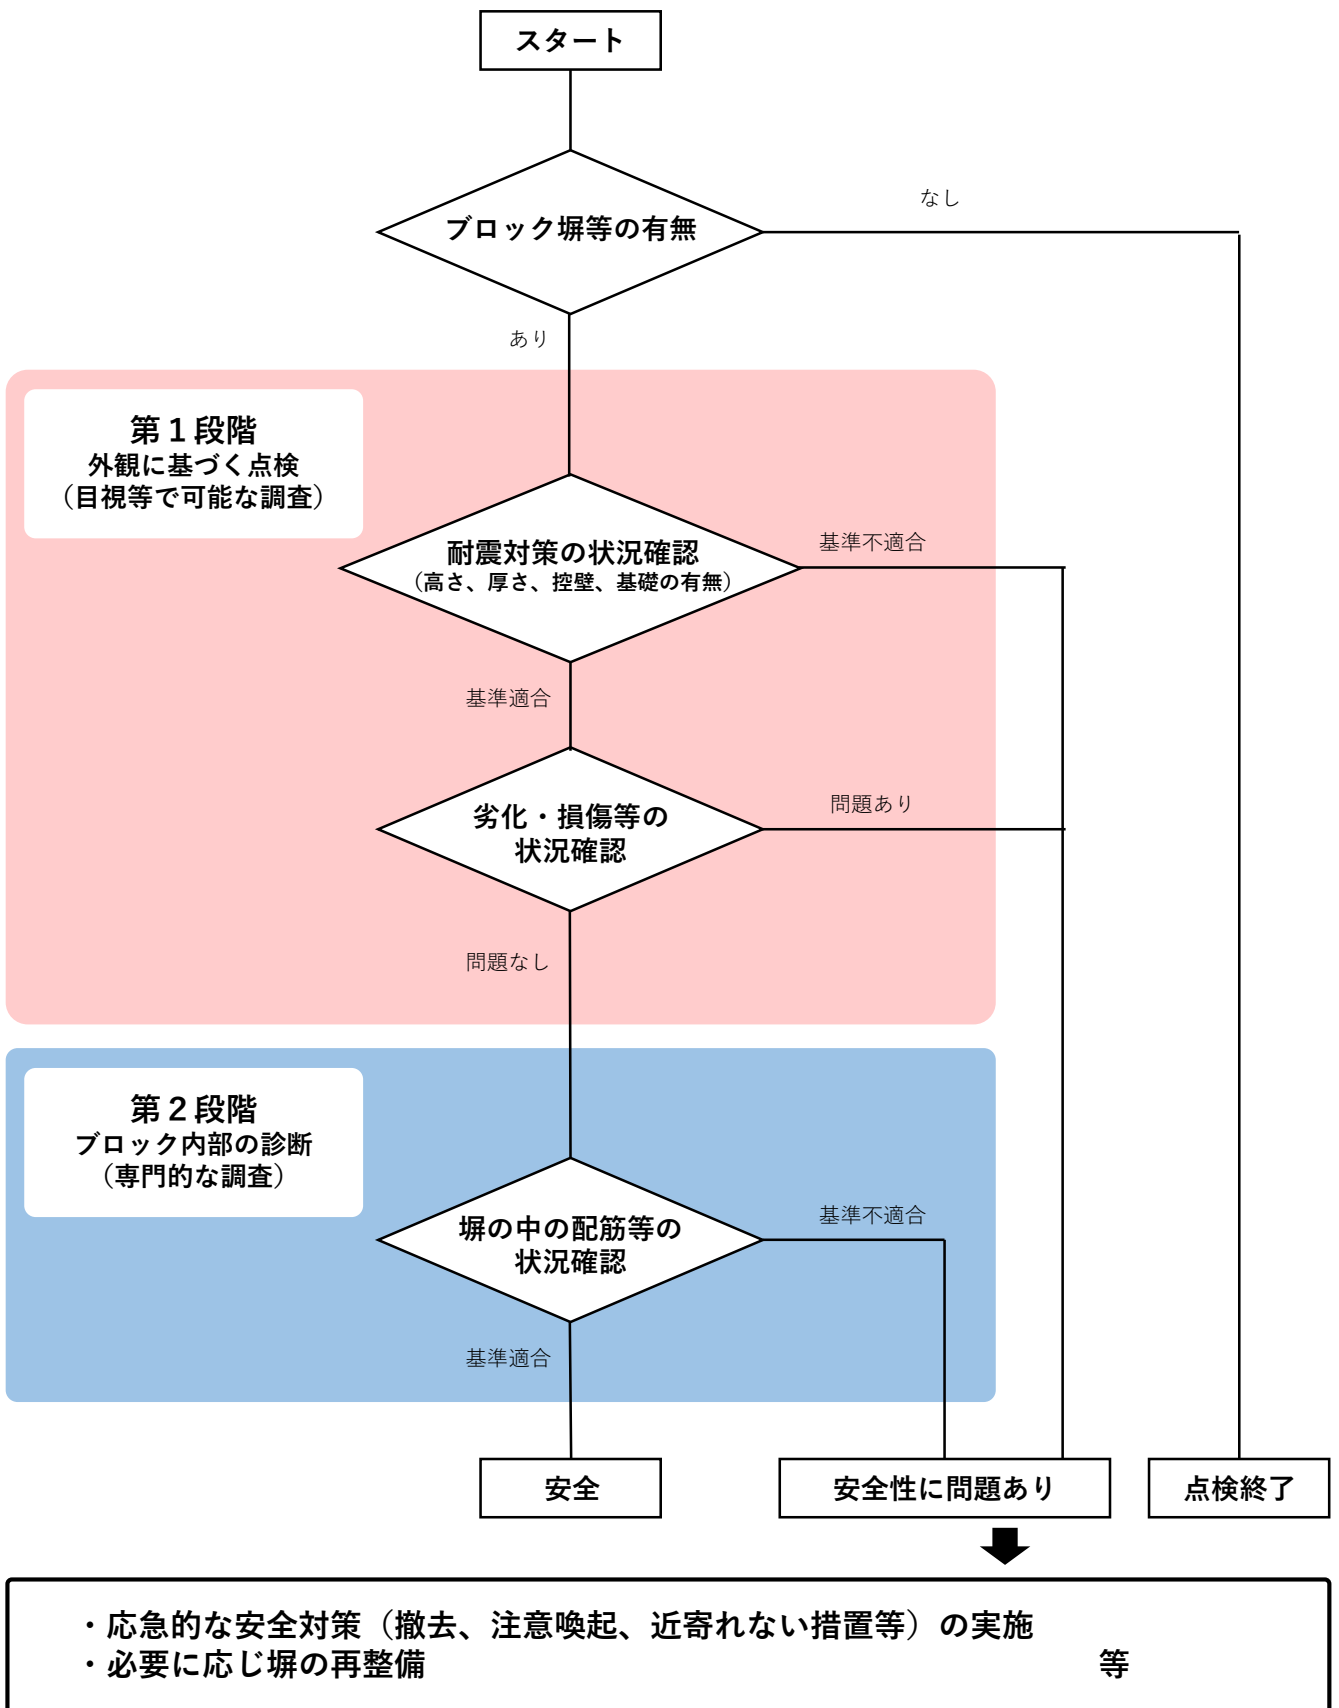 スタート
ブロック塀等の有無
なし
あり
第１段階
外観に基づく点検
（目視等で可能な調査）
耐震対策の状況確認
（高さ、厚さ、控壁、基礎の有無）
基準不適合
基準適合
劣化・損傷等の
状況確認
問題あり
問題なし
第２段階
ブロック内部の診断
（専門的な調査）
塀の中の配筋等の
状況確認
基準不適合
基準適合
安全
安全性に問題あり
点検終了
・応急的な安全対策（撤去、注意喚起、近寄れない措置等）の実施
・必要に応じ塀の再整備　等